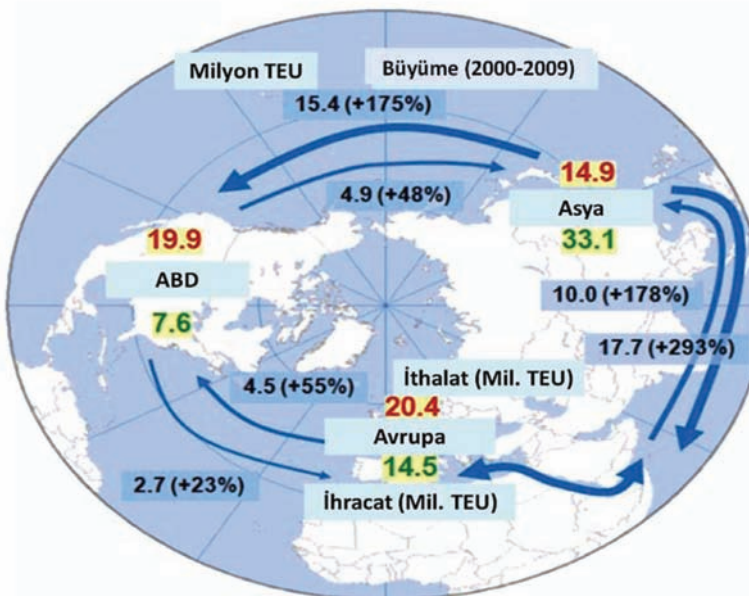 Milyon TEU
Büyüme (2000-2009)
15.4 (+175%)
4.9 (+48%)
14.9
Asya
33.1
19.9
ABD
7.6
10.0 (+178%)
17.7 (+293%)
4.5 (+55%)
İthalat (Mil. TEU)
20.4
Avrupa
14.5
2.7 (+23%)
İhracat (Mil. TEU)